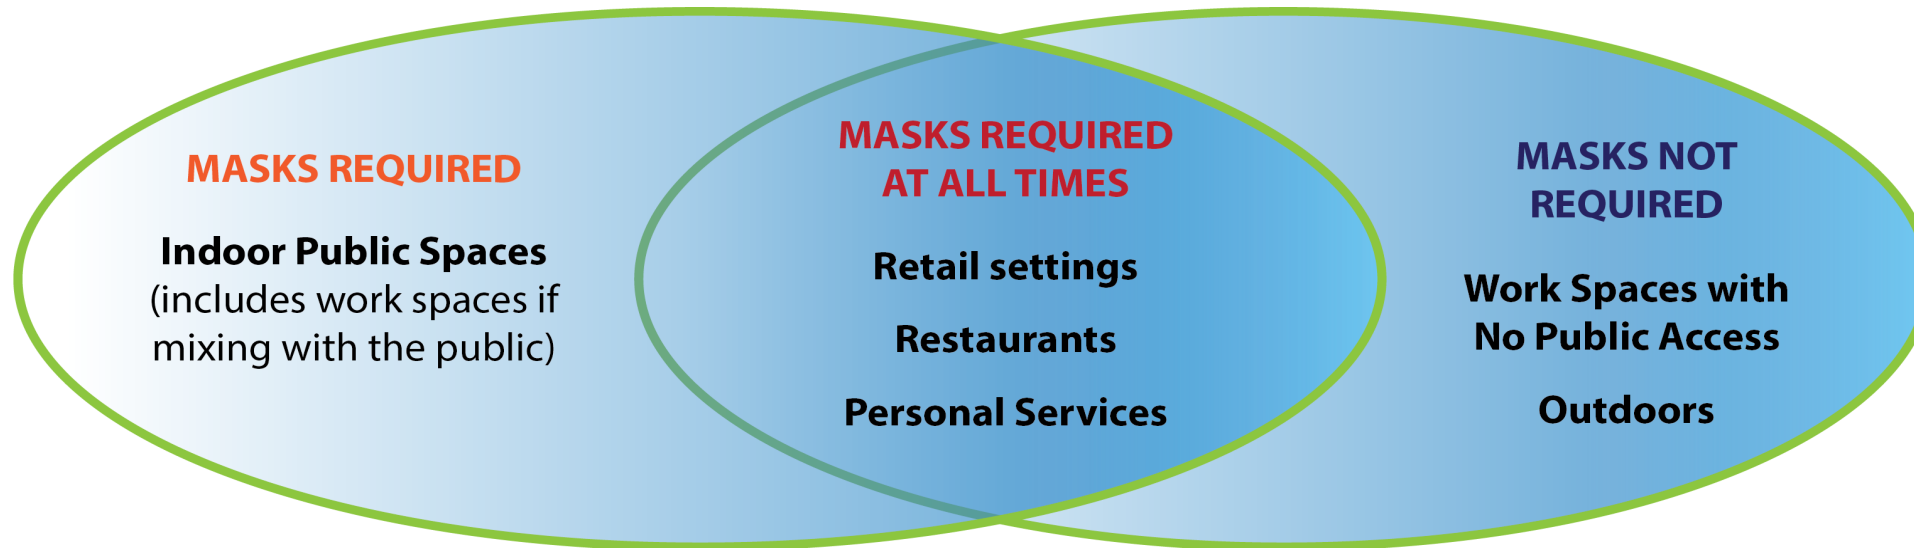 MASKS REQUIRED
Indoor Public Spaces
(includes work spaces if
mixing with the public)
MASKS REQUIRED
AT ALL TIMES
Retail settings
Restaurants
Personal Services
MASKS NOT
REQUIRED
Work Spaces with
No Public Access
Outdoors